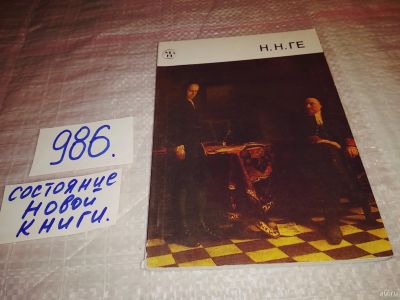 Н.Н.ГЕ
986.
состояние
новой
книги.